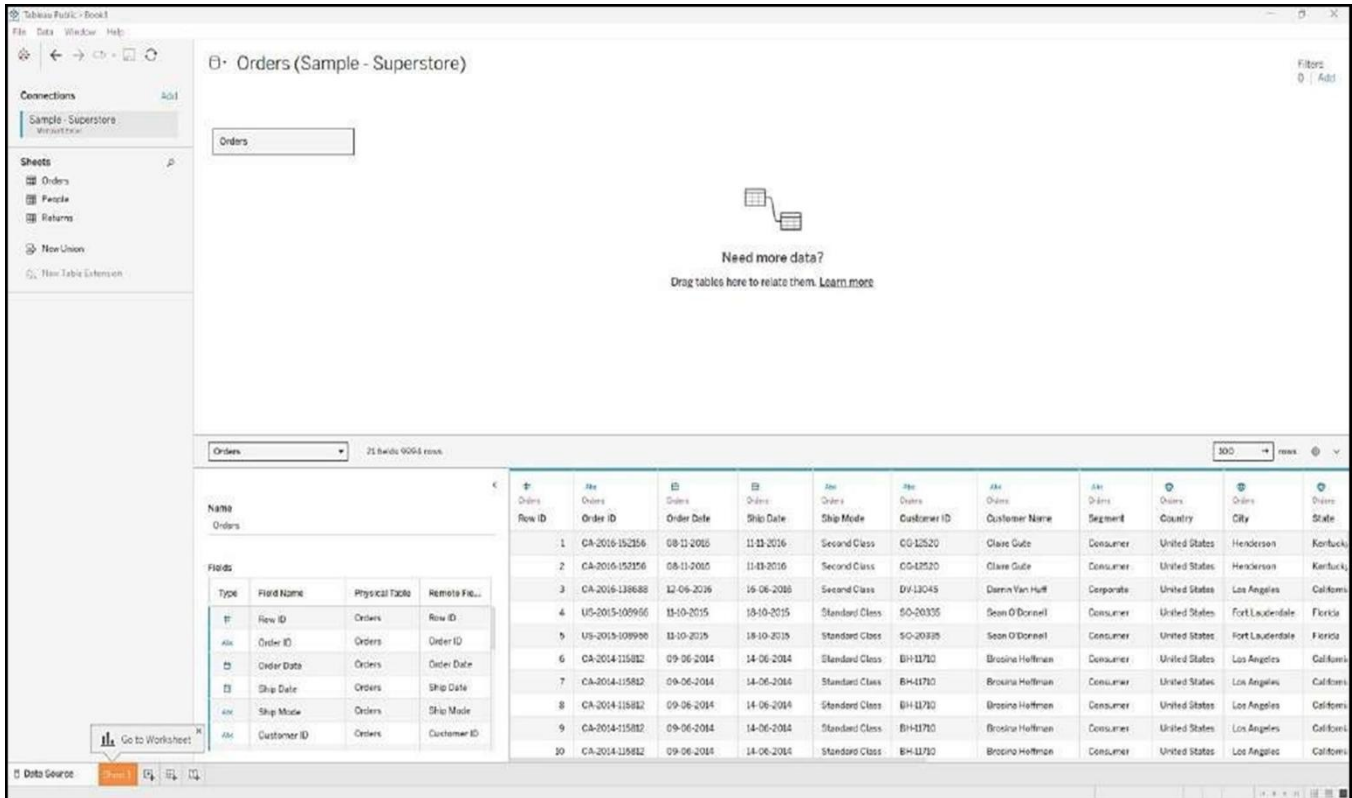 Tableau Public - Book1
File Data Window Help
Connections Add
Sample - Superstore
Microsoft Excel
Sheets
Orders
People
Returns
New Union
New Table Extension
Orders (Sample - Superstore)
Filters
0 | Add
Orders
Need more data?
Drag tables here to relate them. Learn more
Orders 21 fields 9994 rows 100 rows
Name
Orders
Fields
Type Field Name Physical Table Remote Fie...
# Row ID Orders Row ID
Abc Order ID Orders Order ID
Order Date Orders Order Date
Ship Date Orders Ship Date
Abc Ship Mode Orders Ship Mode
Abc Customer ID Orders Customer ID
# Abc Abc Abc Abc Abc
Orders Orders Orders Orders Orders Orders Orders Orders Orders Orders Orders
Row ID Order ID Order Date Ship Date Ship Mode Customer ID Customer Name Segment Country City State
1 CA-2016-152156 08-11-2016 11-11-2016 Second Class CG-12520 Claire Gute Consumer United States Henderson Kentucky
2 CA-2016-152156 08-11-2016 11-11-2016 Second Class CG-12520 Claire Gute Consumer United States Henderson Kentucky
3 CA-2016-138688 12-06-2016 16-06-2016 Second Class DV-13045 Darrin Van Huff Corporate United States Los Angeles Californi
4 US-2015-108966 11-10-2015 18-10-2015 Standard Class SO-20335 Sean O'Donnell Consumer United States Fort Lauderdale Florida
5 US-2015-108966 11-10-2015 18-10-2015 Standard Class SO-20335 Sean O'Donnell Consumer United States Fort Lauderdale Florida
6 CA-2014-115812 09-06-2014 14-06-2014 Standard Class BH-11710 Brosina Hoffman Consumer United States Los Angeles Californi
7 CA-2014-115812 09-06-2014 14-06-2014 Standard Class BH-11710 Brosina Hoffman Consumer United States Los Angeles Californi
8 CA-2014-115812 09-06-2014 14-06-2014 Standard Class BH-11710 Brosina Hoffman Consumer United States Los Angeles Californi
9 CA-2014-115812 09-06-2014 14-06-2014 Standard Class BH-11710 Brosina Hoffman Consumer United States Los Angeles Californi
10 CA-2014-115812 09-06-2014 14-06-2014 Standard Class BH-11710 Brosina Hoffman Consumer United States Los Angeles Californi
Go to Worksheet
Data Source Sheet 1